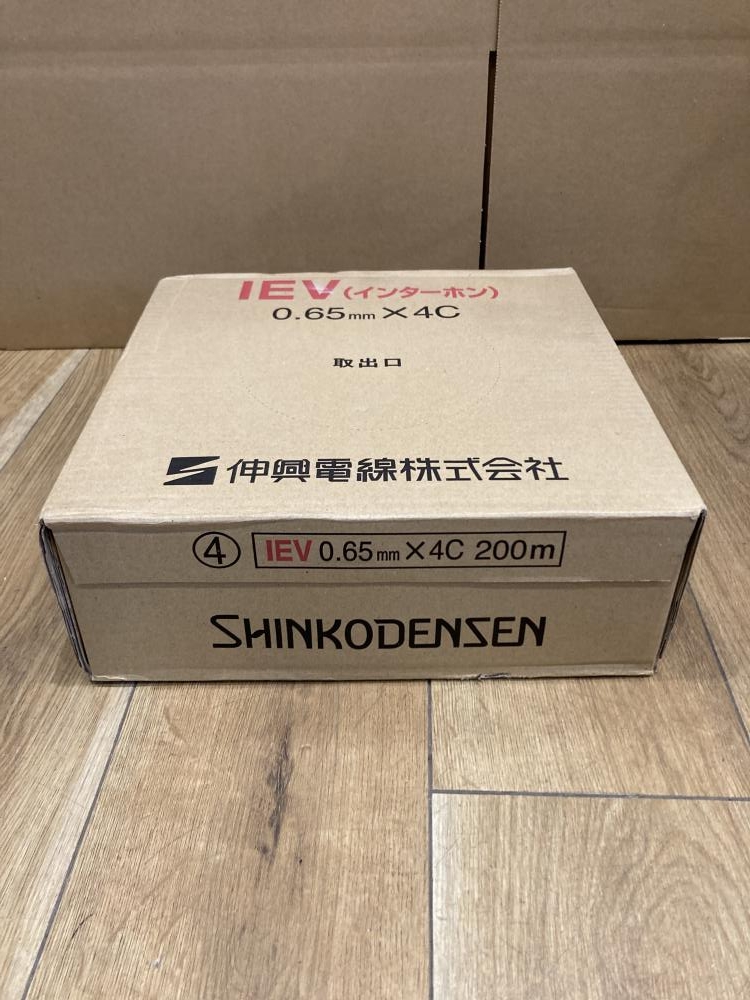 IEV(インターホン)
0.65mm×4C
取出口
伸興電線株式会社
④ IEV 0.65mm×4C 200m
SHINKODENSEN